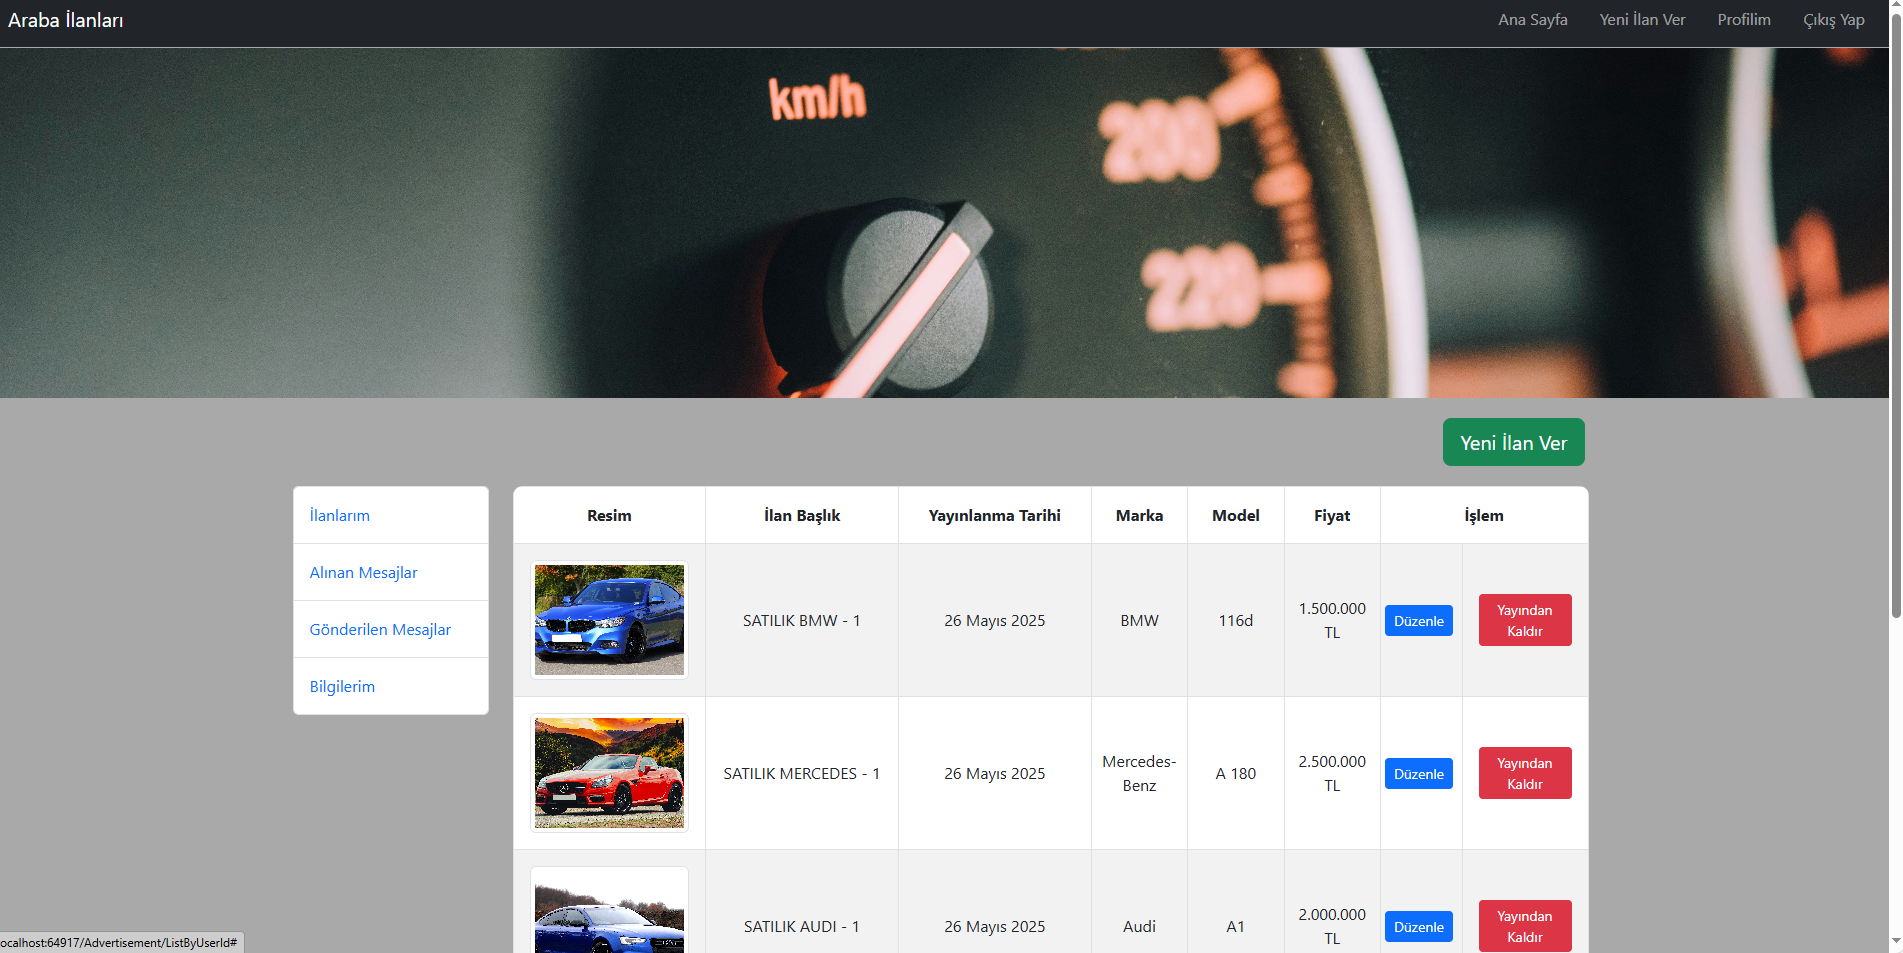 Araba İlanları
Ana Sayfa
Yeni İlan Ver
Profilim
Çıkış Yap
km/h
200
220
Yeni İlan Ver
İlanlarım
Alınan Mesajlar
Gönderilen Mesajlar
Bilgilerim
Resim
İlan Başlık
Yayınlanma Tarihi
Marka
Model
Fiyat
İşlem
SATILIK BMW - 1
26 Mayıs 2025
BMW
116d
1.500.000
TL
Düzenle
Yayından
Kaldır
SATILIK MERCEDES - 1
26 Mayıs 2025
Mercedes-
Benz
A 180
2.500.000
TL
Düzenle
Yayından
Kaldır
SATILIK AUDI - 1
26 Mayıs 2025
Audi
A1
2.000.000
TL
Düzenle
Yayından
Kaldır
ocalhost:64917/Advertisement/ListByUserId#